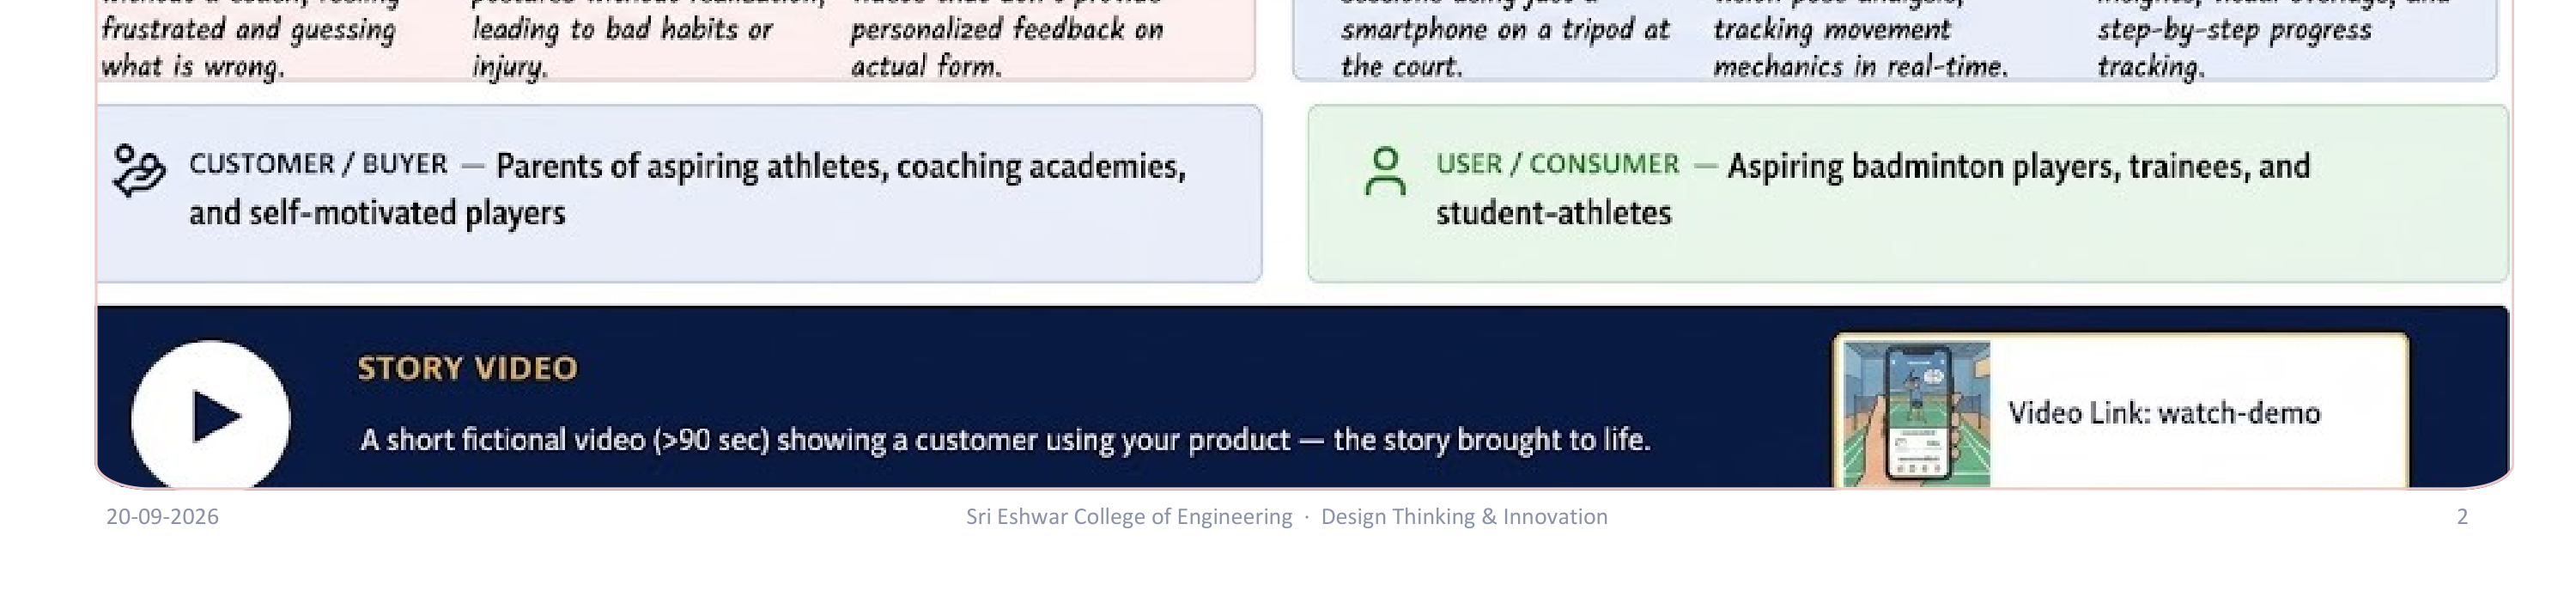 frustrated and guessing
what is wrong.
leading to bad habits or
injury.
personalized feedback on
actual form.
smartphone on a tripod at
the court.
tracking movement
mechanics in real-time.
step-by-step progress
tracking.
CUSTOMER / BUYER — Parents of aspiring athletes, coaching academies,
and self-motivated players
USER / CONSUMER — Aspiring badminton players, trainees, and
student-athletes
STORY VIDEO
A short fictional video (>90 sec) showing a customer using your product — the story brought to life.
Video Link: watch-demo
20-09-2026
Sri Eshwar College of Engineering · Design Thinking & Innovation
2